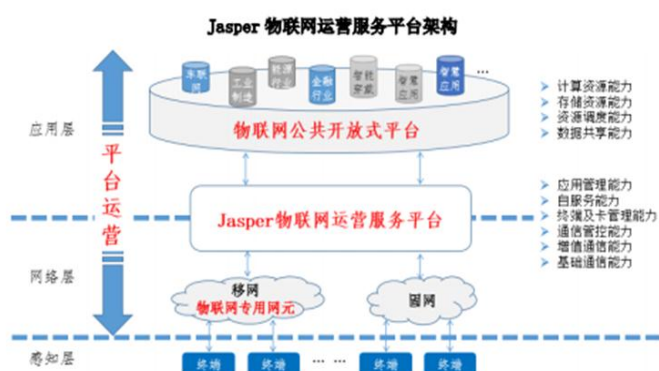 Jasper 物联网运营服务平台架构
车联网
工业制造
能源行业
金融行业
智能穿戴
智慧应用
智慧应用
...
物联网公共开放式平台
计算资源能力
存储资源能力
资源调度能力
数据共享能力
应用层
平台运营
Jasper物联网运营服务平台
应用管理能力
自服务能力
终端及卡管理能力
通信管控能力
增值通信能力
基础通信能力
网络层
移网
物联网专用网元
固网
感知层
终端
终端
... ...
终端
终端